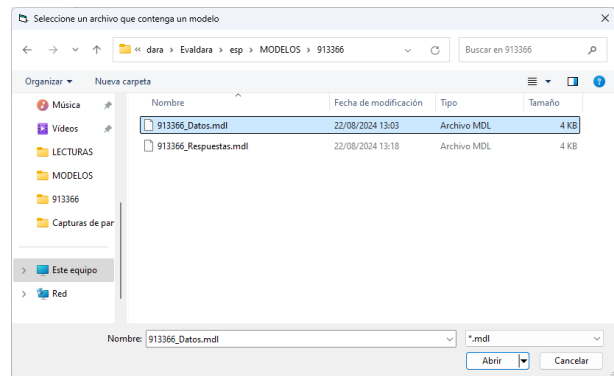 Seleccione un archivo que contenga un modelo
« dara > Evaldara > esp > MODELOS > 913366
Buscar en 913366
Organizar
Nueva carpeta
Nombre Fecha de modificación Tipo Tamaño
Música
Vídeos
LECTURAS
MODELOS
913366
Capturas de par
Este equipo
Red
913366_Datos.mdl 22/08/2024 13:03 Archivo MDL 4 KB
913366_Respuestas.mdl 22/08/2024 13:18 Archivo MDL 4 KB
Nombre: 913366_Datos.mdl
*.mdl
Abrir
Cancelar